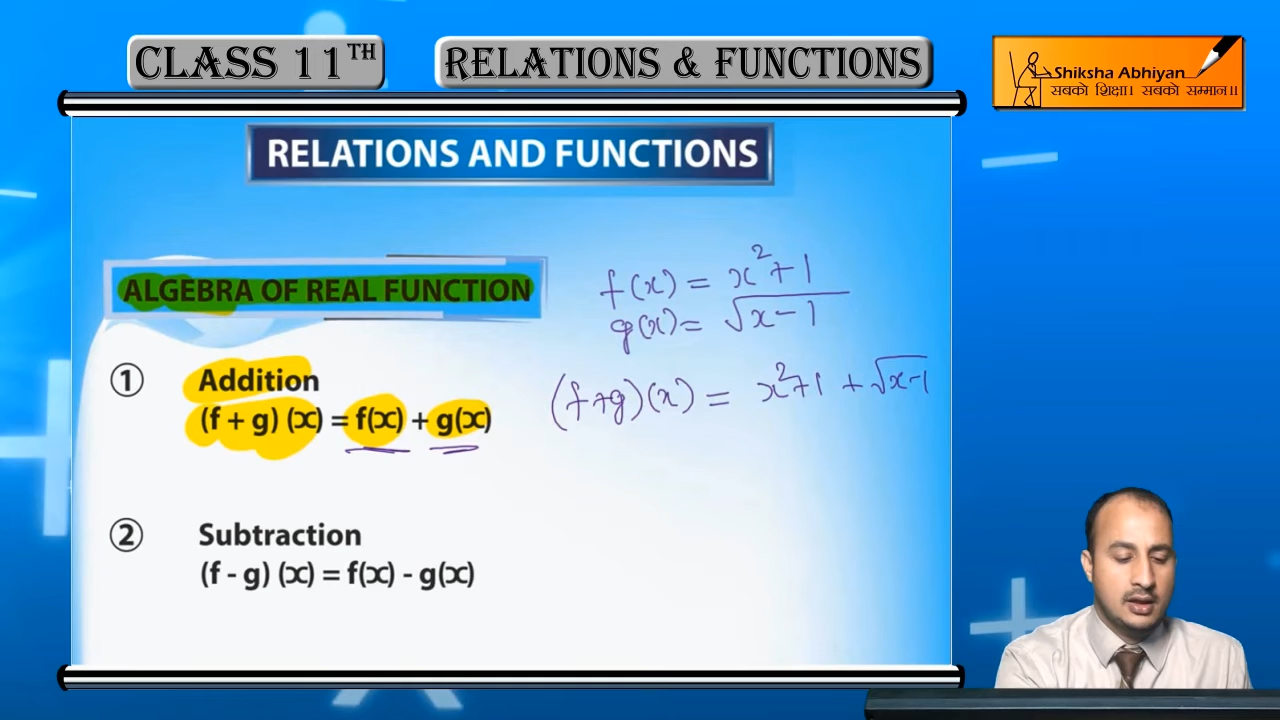 CLASS 11TH
RELATIONS & FUNCTIONS
Shiksha Abhiyan
सबको शिक्षा। सबको सम्मान॥
RELATIONS AND FUNCTIONS
ALGEBRA OF REAL FUNCTION
f(x) = x²+1
g(x) = √x-1
① Addition
(f + g) (x) = f(x) + g(x)
(f+g)(x) = x²+1 + √x-1
② Subtraction
(f - g) (x) = f(x) - g(x)